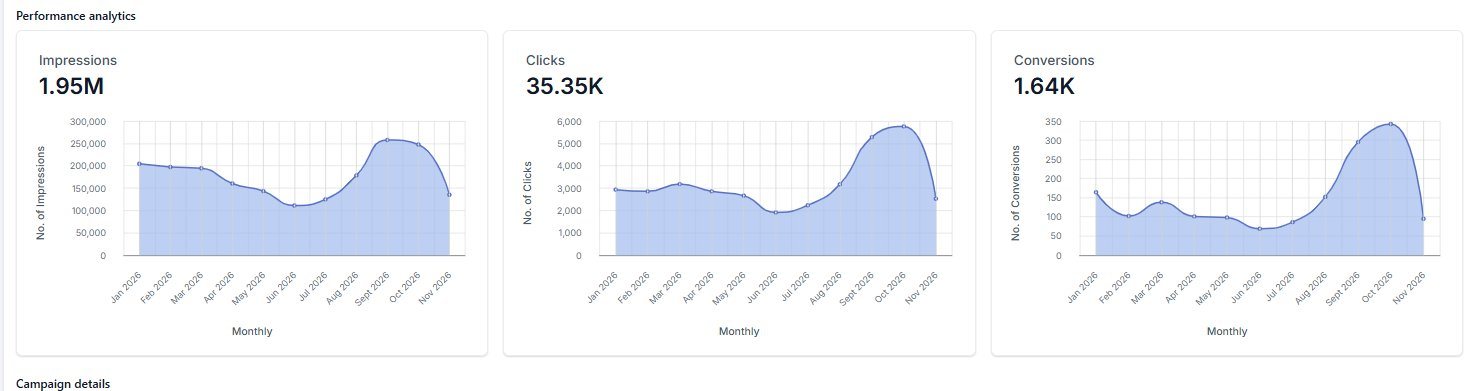 Performance analytics
Impressions
1.95M
No. of Impressions
300,000
250,000
200,000
150,000
100,000
50,000
0
Jan 2026
Feb 2026
Mar 2026
Apr 2026
May 2026
Jun 2026
Jul 2026
Aug 2026
Sept 2026
Oct 2026
Nov 2026
Monthly
Clicks
35.35K
No. of Clicks
6,000
5,000
4,000
3,000
2,000
1,000
0
Jan 2026
Feb 2026
Mar 2026
Apr 2026
May 2026
Jun 2026
Jul 2026
Aug 2026
Sept 2026
Oct 2026
Nov 2026
Monthly
Conversions
1.64K
No. of Conversions
350
300
250
200
150
100
50
0
Jan 2026
Feb 2026
Mar 2026
Apr 2026
May 2026
Jun 2026
Jul 2026
Aug 2026
Sept 2026
Oct 2026
Nov 2026
Monthly
Campaign details